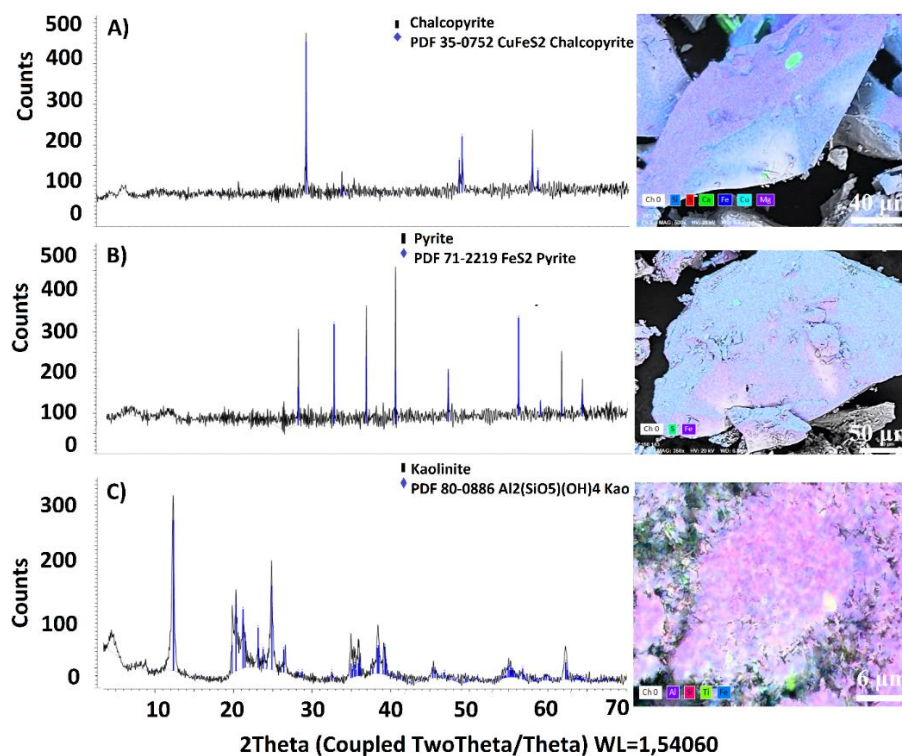 A)
Chalcopyrite
PDF 35-0752 CuFeS2 Chalcopyrite
Counts
500
400
300
200
100
0
Ch 0 Ca Fe Cu Mg
40 μm
B)
Pyrite
PDF 71-2219 FeS2 Pyrite
Counts
500
400
300
200
100
0
Ch 0 S Fe
50 μm
C)
Kaolinite
PDF 80-0886 Al2(SiO5)(OH)4 Kao
Counts
300
200
100
0
Ch 0 Al Ti Fe
6 μm
10 20 30 40 50 60 70
2Theta (Coupled TwoTheta/Theta) WL=1,54060